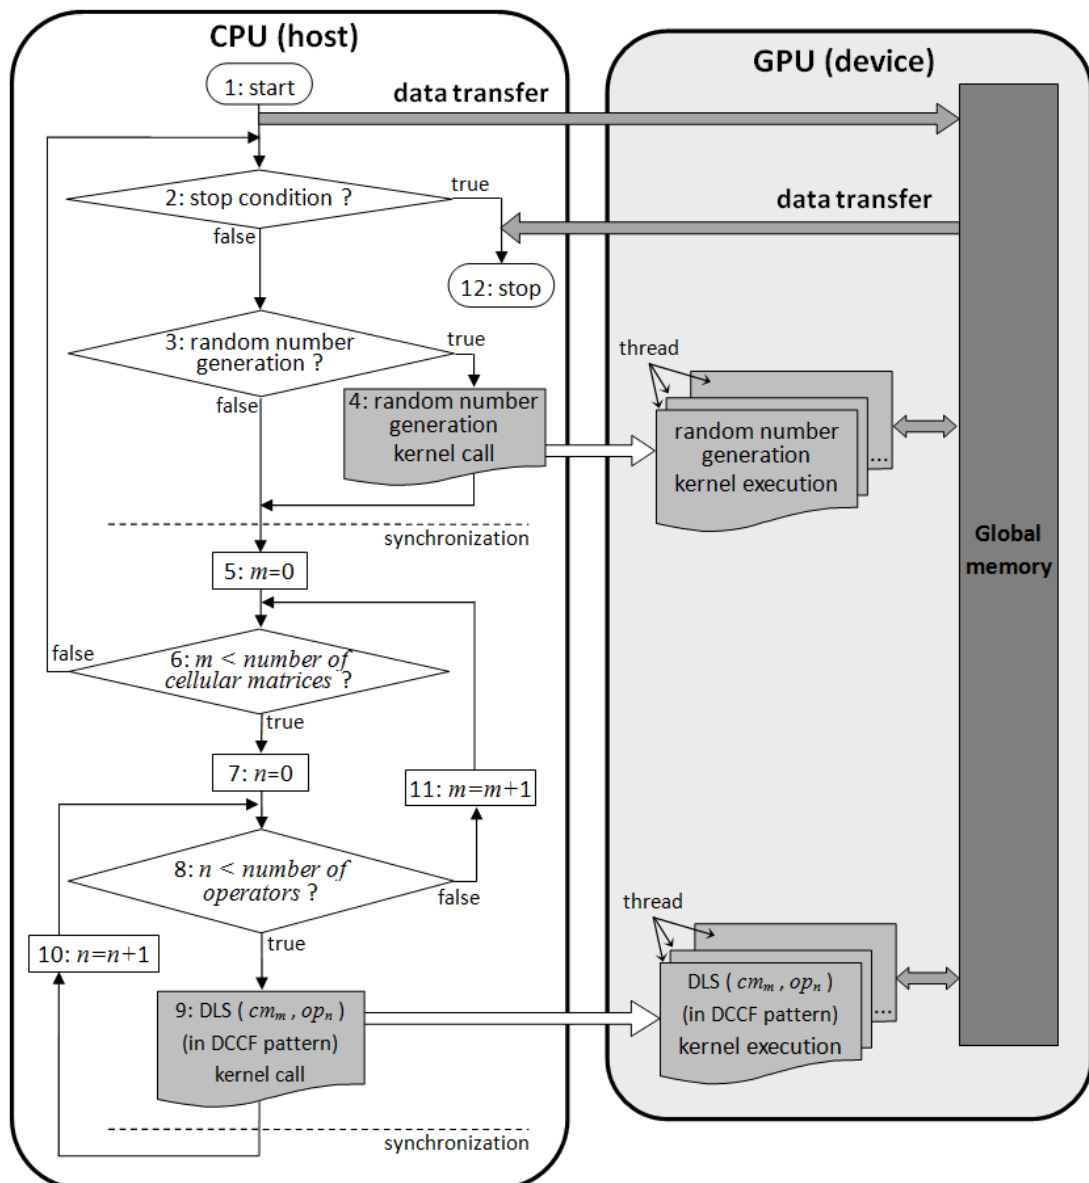 CPU (host)
1: start
data transfer
2: stop condition ?
true
false
12: stop
3: random number
generation ?
true
false
4: random number
generation
kernel call
synchronization
5: m=0
6: m < number of
cellular matrices ?
false
true
7: n=0
11: m=m+1
8: n < number of
operators ?
false
true
10: n=n+1
9: DLS ( cmₘ , opₙ )
(in DCCF pattern)
kernel call
synchronization
GPU (device)
data transfer
thread
random number
generation
kernel execution
...
Global
memory
thread
DLS ( cmₘ , opₙ )
(in DCCF pattern)
kernel execution
...